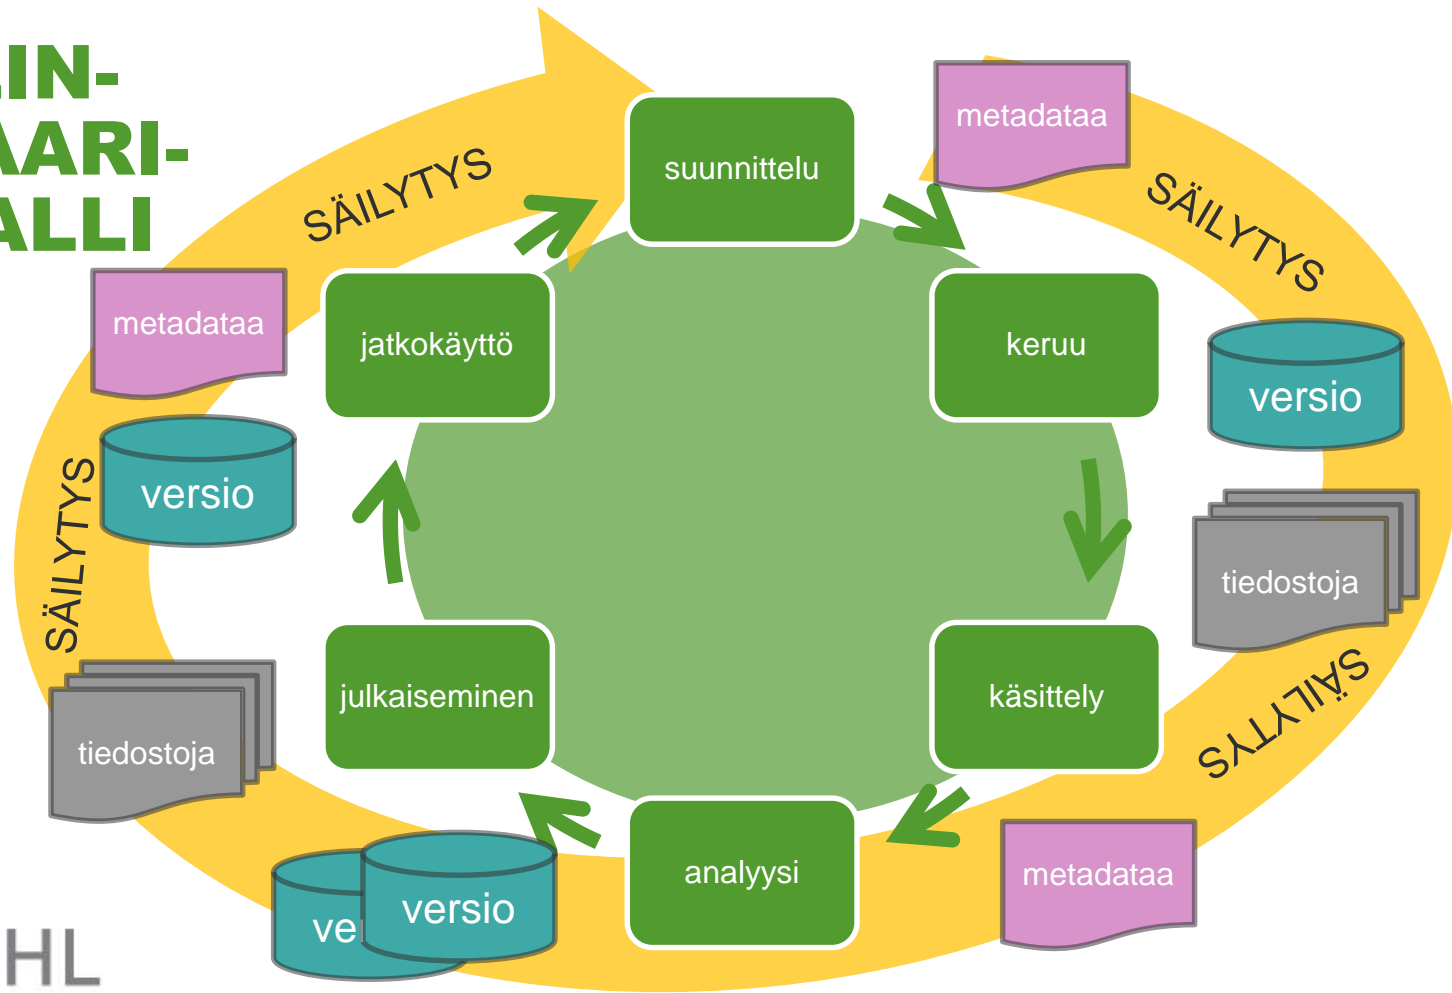 LIN-
AARI-
ALLI
suunnittelu
metadataa
SÄILYTYS
SÄILYTYS
metadataa
jatkokäyttö
keruu
versio
versio
SÄILYTYS
tiedostoja
julkaiseminen
käsittely
SÄILYTYS
tiedostoja
analyysi
metadataa
versio
ve
HL